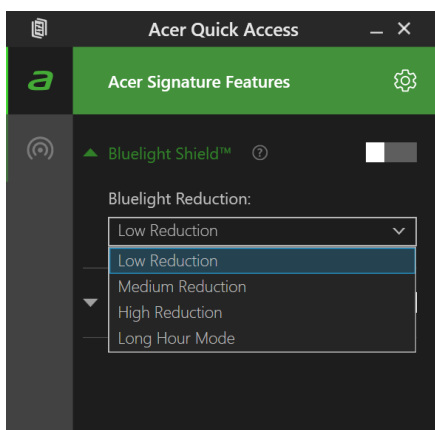 Acer Quick Access
Acer Signature Features
Bluelight Shield™
Bluelight Reduction:
Low Reduction
Low Reduction
Medium Reduction
High Reduction
Long Hour Mode